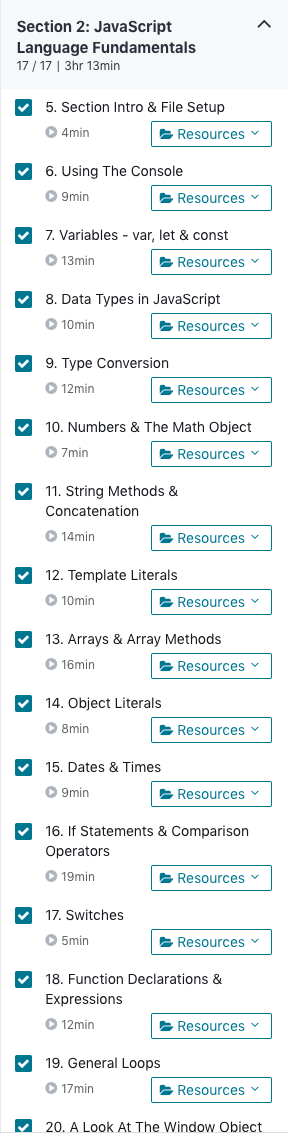 Section 2: JavaScript
Language Fundamentals
17 / 17 | 3hr 13min
5. Section Intro & File Setup
4min
Resources
6. Using The Console
9min
Resources
7. Variables - var, let & const
13min
Resources
8. Data Types in JavaScript
10min
Resources
9. Type Conversion
12min
Resources
10. Numbers & The Math Object
7min
Resources
11. String Methods &
Concatenation
14min
Resources
12. Template Literals
10min
Resources
13. Arrays & Array Methods
16min
Resources
14. Object Literals
8min
Resources
15. Dates & Times
9min
Resources
16. If Statements & Comparison
Operators
19min
Resources
17. Switches
5min
Resources
18. Function Declarations &
Expressions
12min
Resources
19. General Loops
17min
Resources
20. A Look At The Window Object